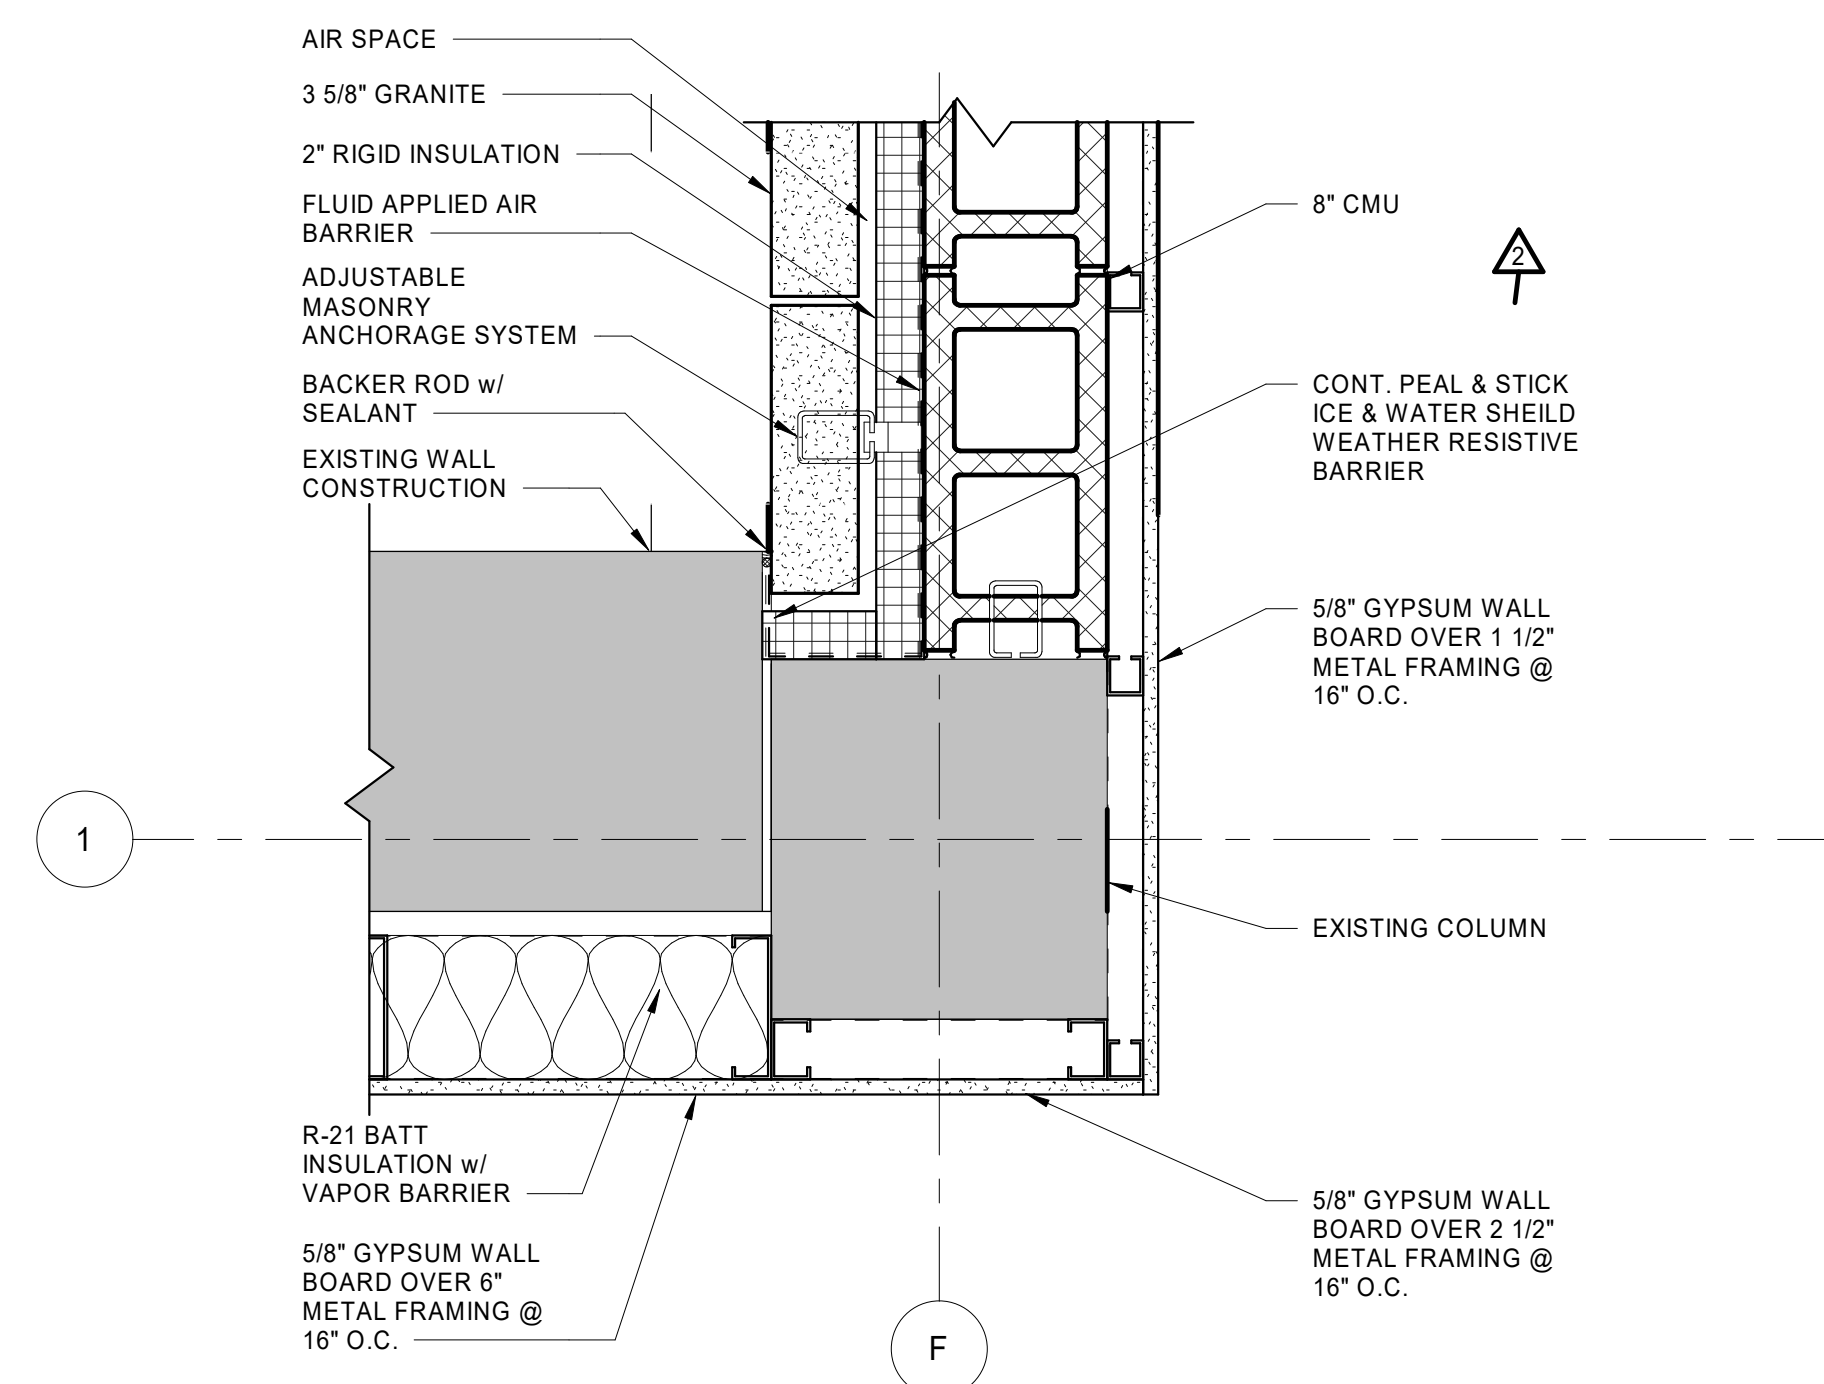 AIR SPACE
3 5/8" GRANITE
2" RIGID INSULATION
FLUID APPLIED AIR
BARRIER
ADJUSTABLE
MASONRY
ANCHORAGE SYSTEM
BACKER ROD w/
SEALANT
EXISTING WALL
CONSTRUCTION
8" CMU
2
CONT. PEAL & STICK
ICE & WATER SHEILD
WEATHER RESISTIVE
BARRIER
5/8" GYPSUM WALL
BOARD OVER 1 1/2"
METAL FRAMING @
16" O.C.
1
EXISTING COLUMN
R-21 BATT
INSULATION w/
VAPOR BARRIER
5/8" GYPSUM WALL
BOARD OVER 6"
METAL FRAMING @
16" O.C.
5/8" GYPSUM WALL
BOARD OVER 2 1/2"
METAL FRAMING @
16" O.C.
F